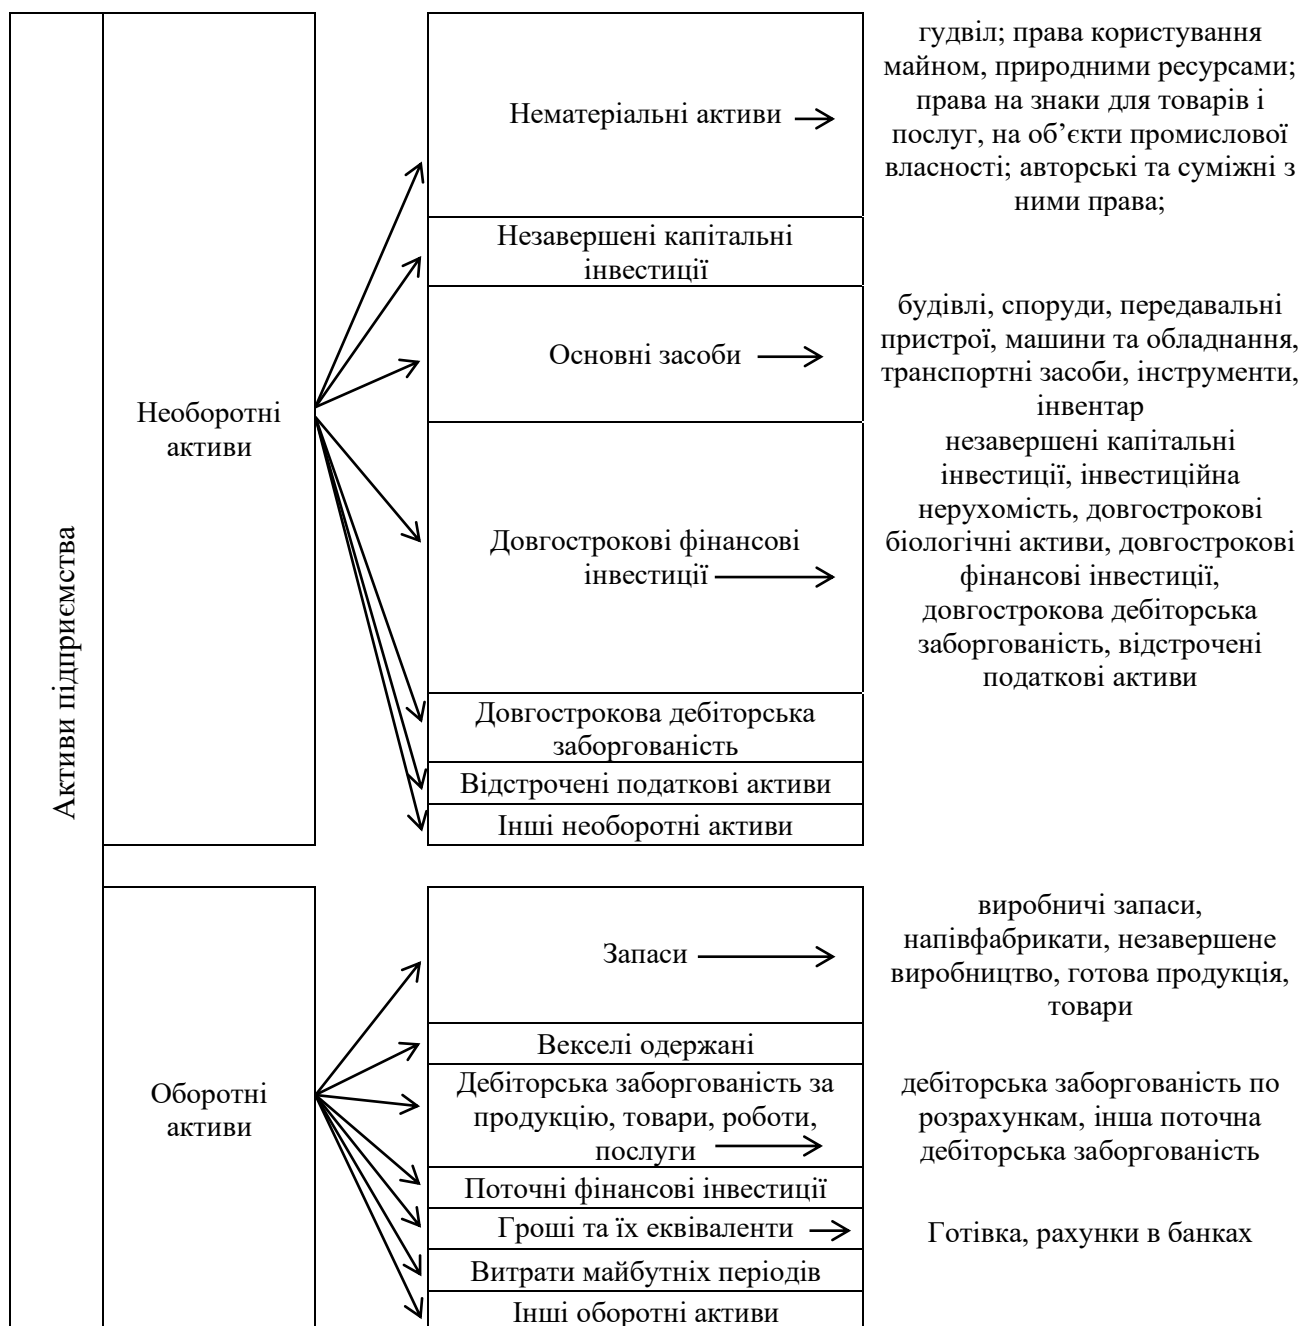 Активи підприємства
Необоротні
активи
Нематеріальні активи
гудвіл; права користування
майном, природними ресурсами;
права на знаки для товарів і
послуг, на об’єкти промислової
власності; авторські та суміжні з
ними права;
Незавершені капітальні
інвестиції
Основні засоби
будівлі, споруди, передавальні
пристрої, машини та обладнання,
транспортні засоби, інструменти,
інвентар
Довгострокові фінансові
інвестиції
незавершені капітальні
інвестиції, інвестиційна
нерухомість, довгострокові
біологічні активи, довгострокові
фінансові інвестиції,
довгострокова дебіторська
заборгованість, відстрочені
податкові активи
Довгострокова дебіторська
заборгованість
Відстрочені податкові активи
Інші необоротні активи
Оборотні
активи
Запаси
виробничі запаси,
напівфабрикати, незавершене
виробництво, готова продукція,
товари
Векселі одержані
Дебіторська заборгованість за
продукцію, товари, роботи,
послуги
дебіторська заборгованість по
розрахункам, інша поточна
дебіторська заборгованість
Поточні фінансові інвестиції
Гроші та їх еквіваленти
Готівка, рахунки в банках
Витрати майбутніх періодів
Інші оборотні активи